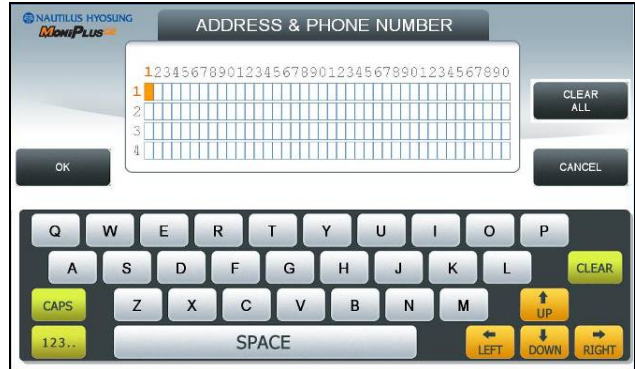 NAUTILUS HYOSUNG
MoniPlus
ADDRESS & PHONE NUMBER
1234567890123456789012345678901234567890
1
2
3
4
CLEAR ALL
OK
CANCEL
Q W E R T Y U I O P
A S D F G H J K L CLEAR
CAPS Z X C V B N M UP
123.. SPACE LEFT DOWN RIGHT